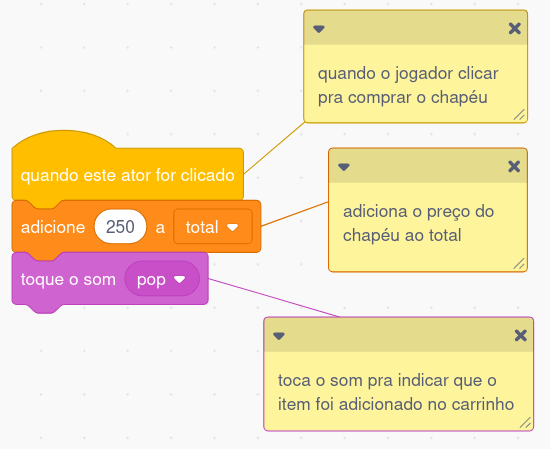 quando o jogador clicar
pra comprar o chapéu
quando este ator for clicado
adicione 250 a total
adiciona o preço do
chapéu ao total
toque o som pop
toca o som pra indicar que o
item foi adicionado no carrinho